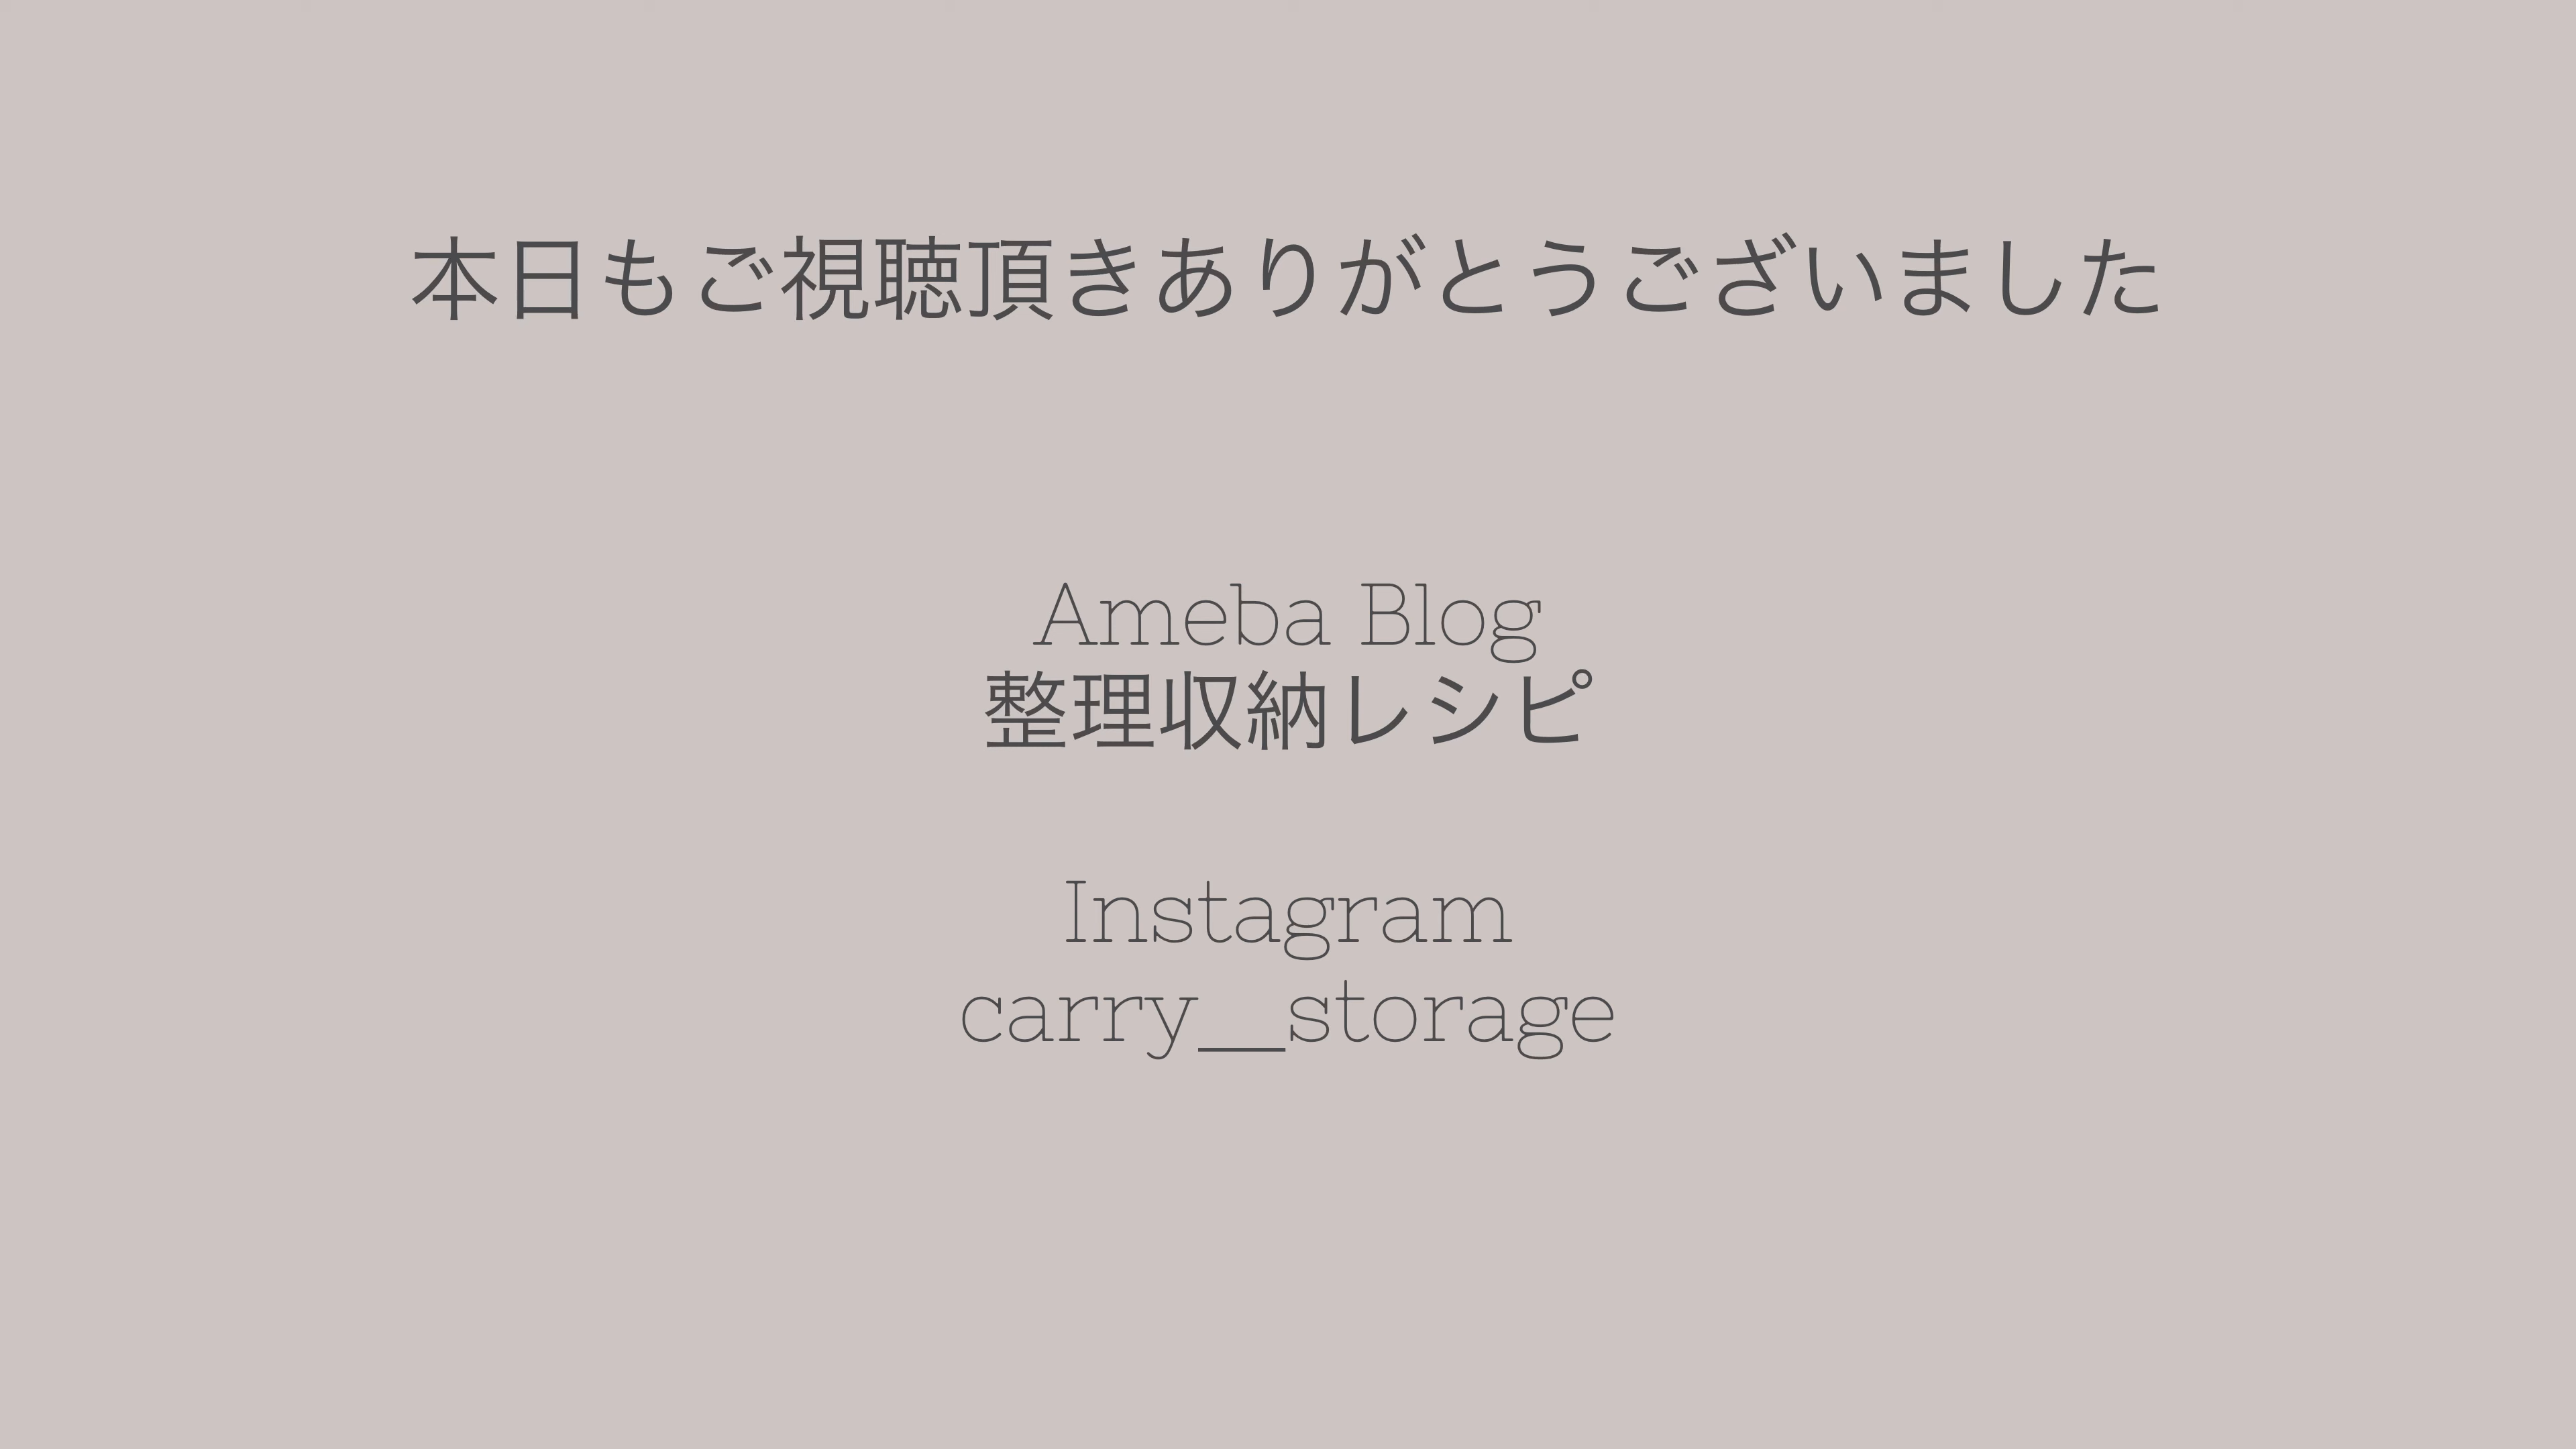 本日もご視聴頂きありがとうございました
Ameba Blog
整理収納レシピ
Instagram
carry__storage